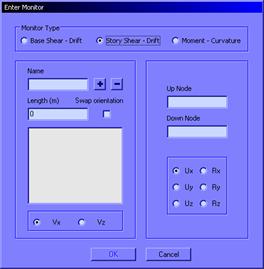 Enter Monitor
Monitor Type
Base Shear - Drift Story Shear - Drift Moment - Curvature
Name
+ -
Length (m) Swap orientation
0
Up Node
Down Node
Ux Rx
Uy Ry
Uz Rz
Vx Vz
OK Cancel